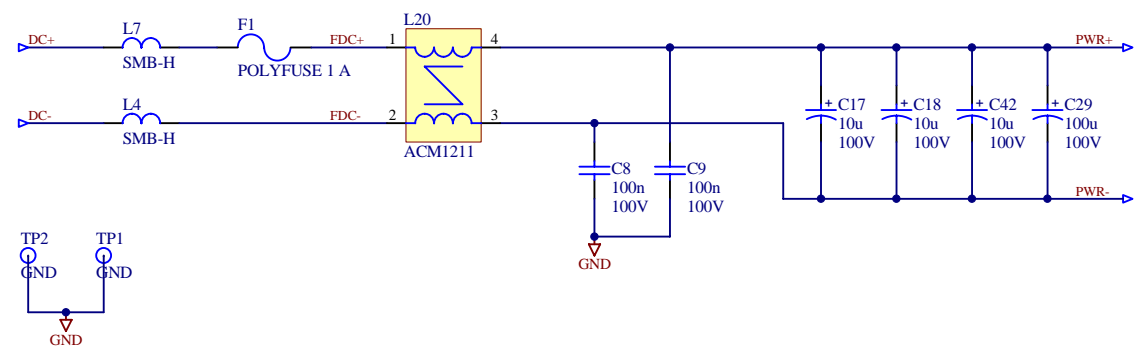 L20
L7
F1
DC+
FDC+
1
4
PWR+
SMB-H
POLYFUSE 1 A
L4
DC-
FDC-
2
3
SMB-H
ACM1211
C17
10u
100V
C18
10u
100V
C42
10u
100V
C29
100u
100V
C8
100n
100V
C9
100n
100V
PWR-
GND
TP2
GND
TP1
GND
GND